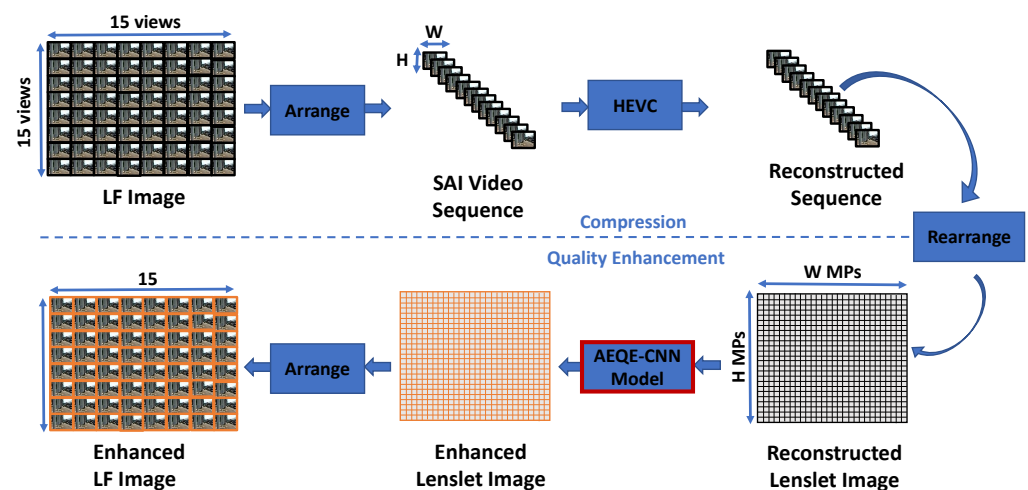 15 views
15 views
LF Image
Arrange
W
H
SAI Video
Sequence
HEVC
Reconstructed
Sequence
Rearrange
Compression
Quality Enhancement
15
Enhanced
LF Image
Arrange
Enhanced
Lenslet Image
AEQE-CNN
Model
W MPs
H MPs
Reconstructed
Lenslet Image